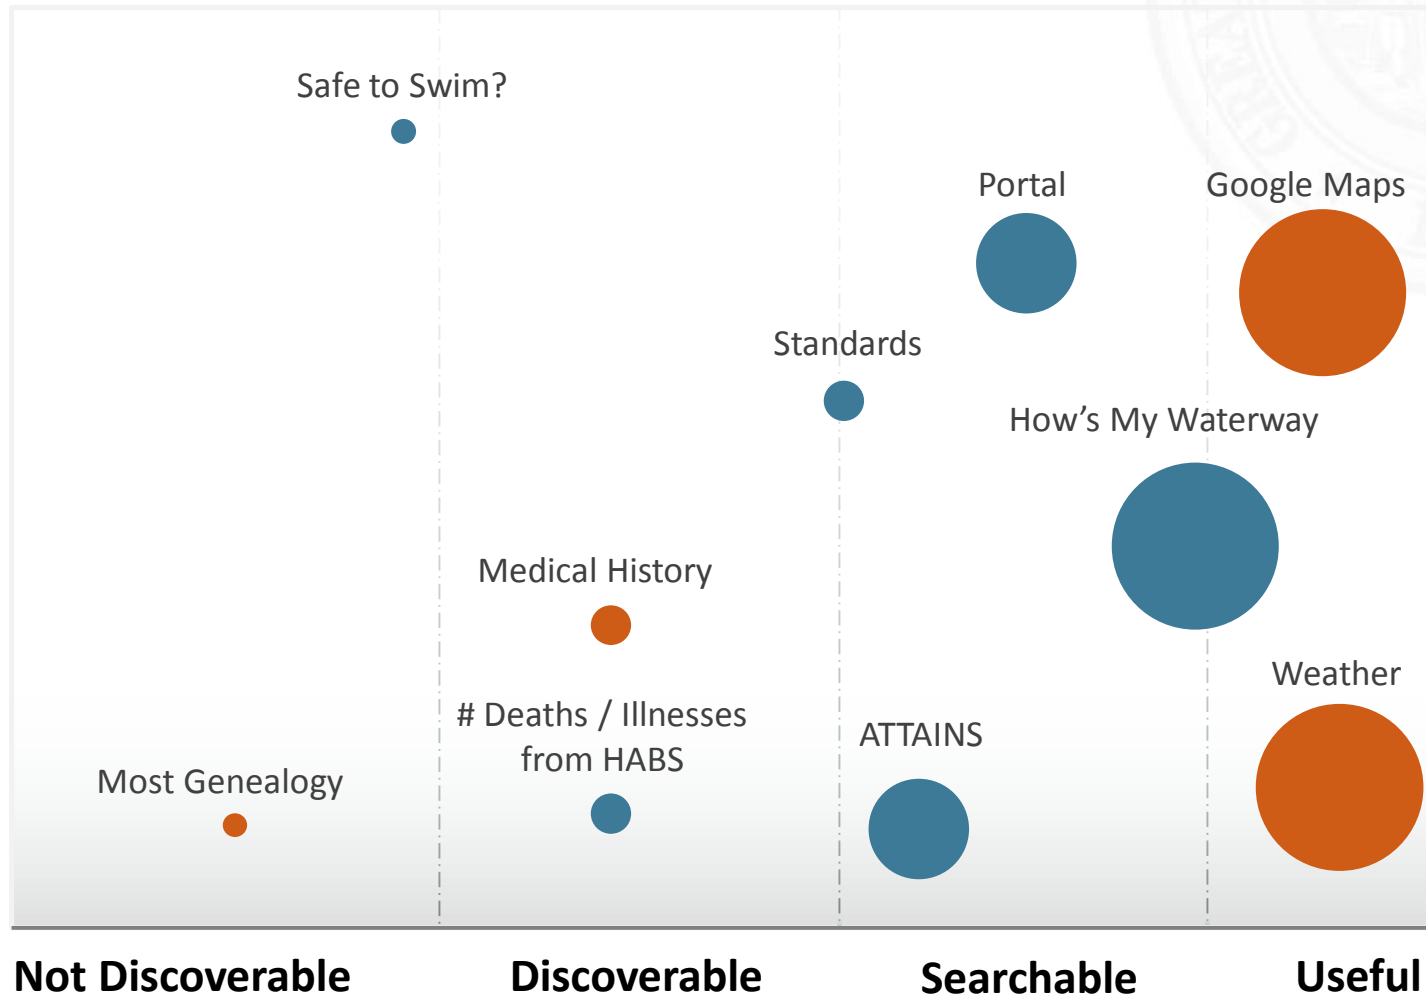 Safe to Swim?
Portal
Google Maps
Standards
How's My Waterway
Medical History
Weather
# Deaths / Illnesses
from HABS
ATTAINS
Most Genealogy
Not Discoverable
Discoverable
Searchable
Useful